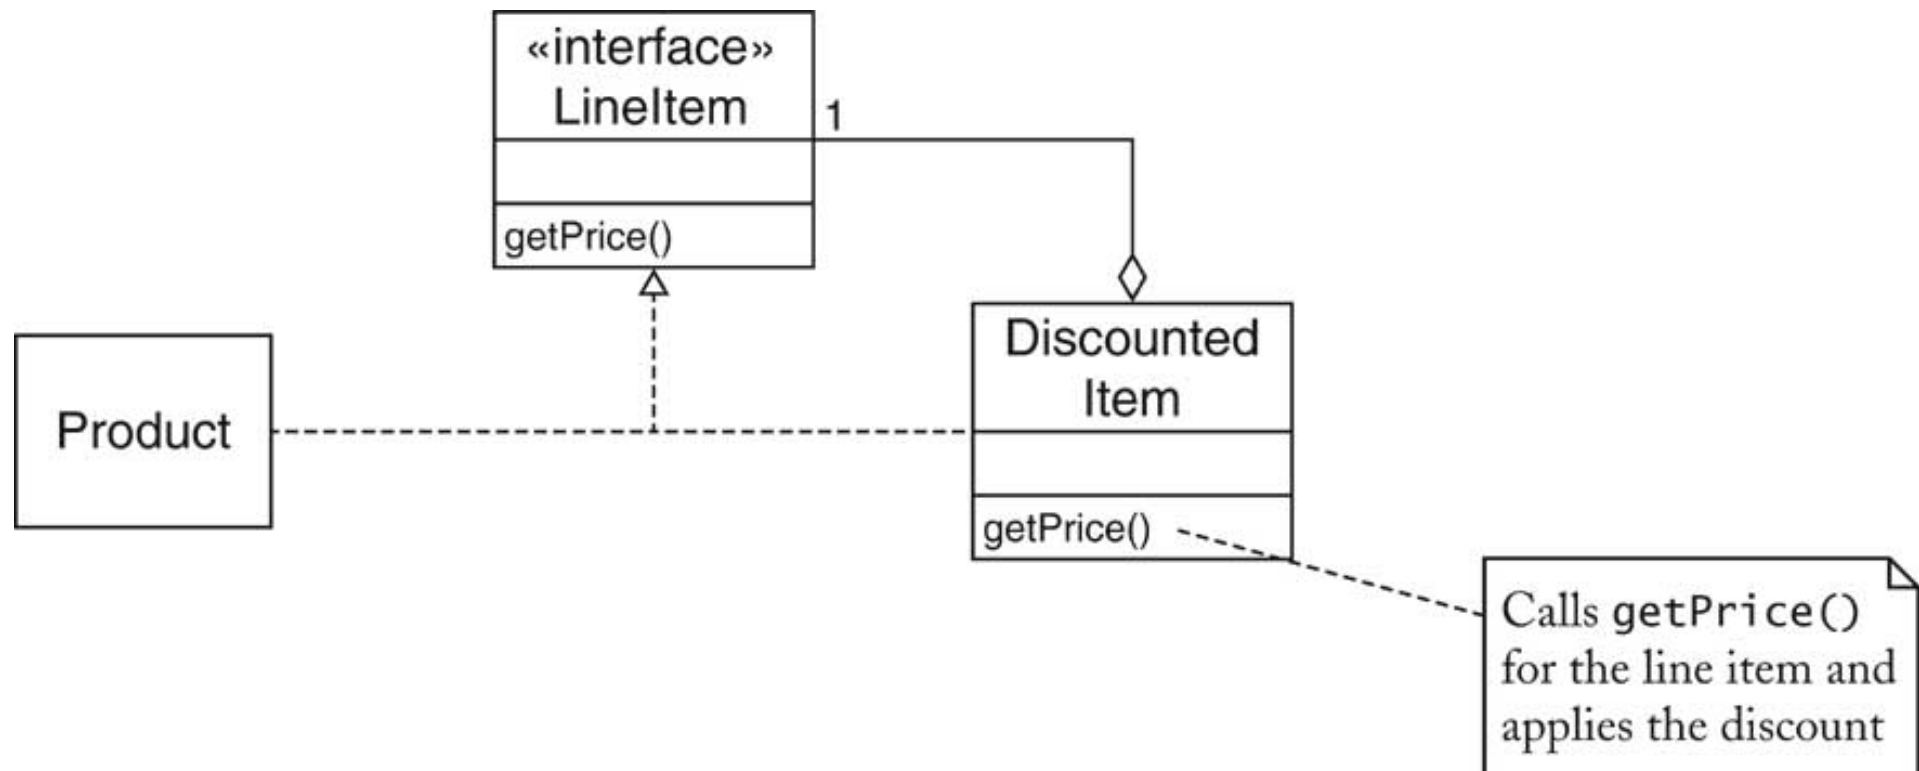 «interface»
LineItem
1
getPrice()
Discounted
Item
Product
getPrice()
Calls getPrice()
for the line item and
applies the discount